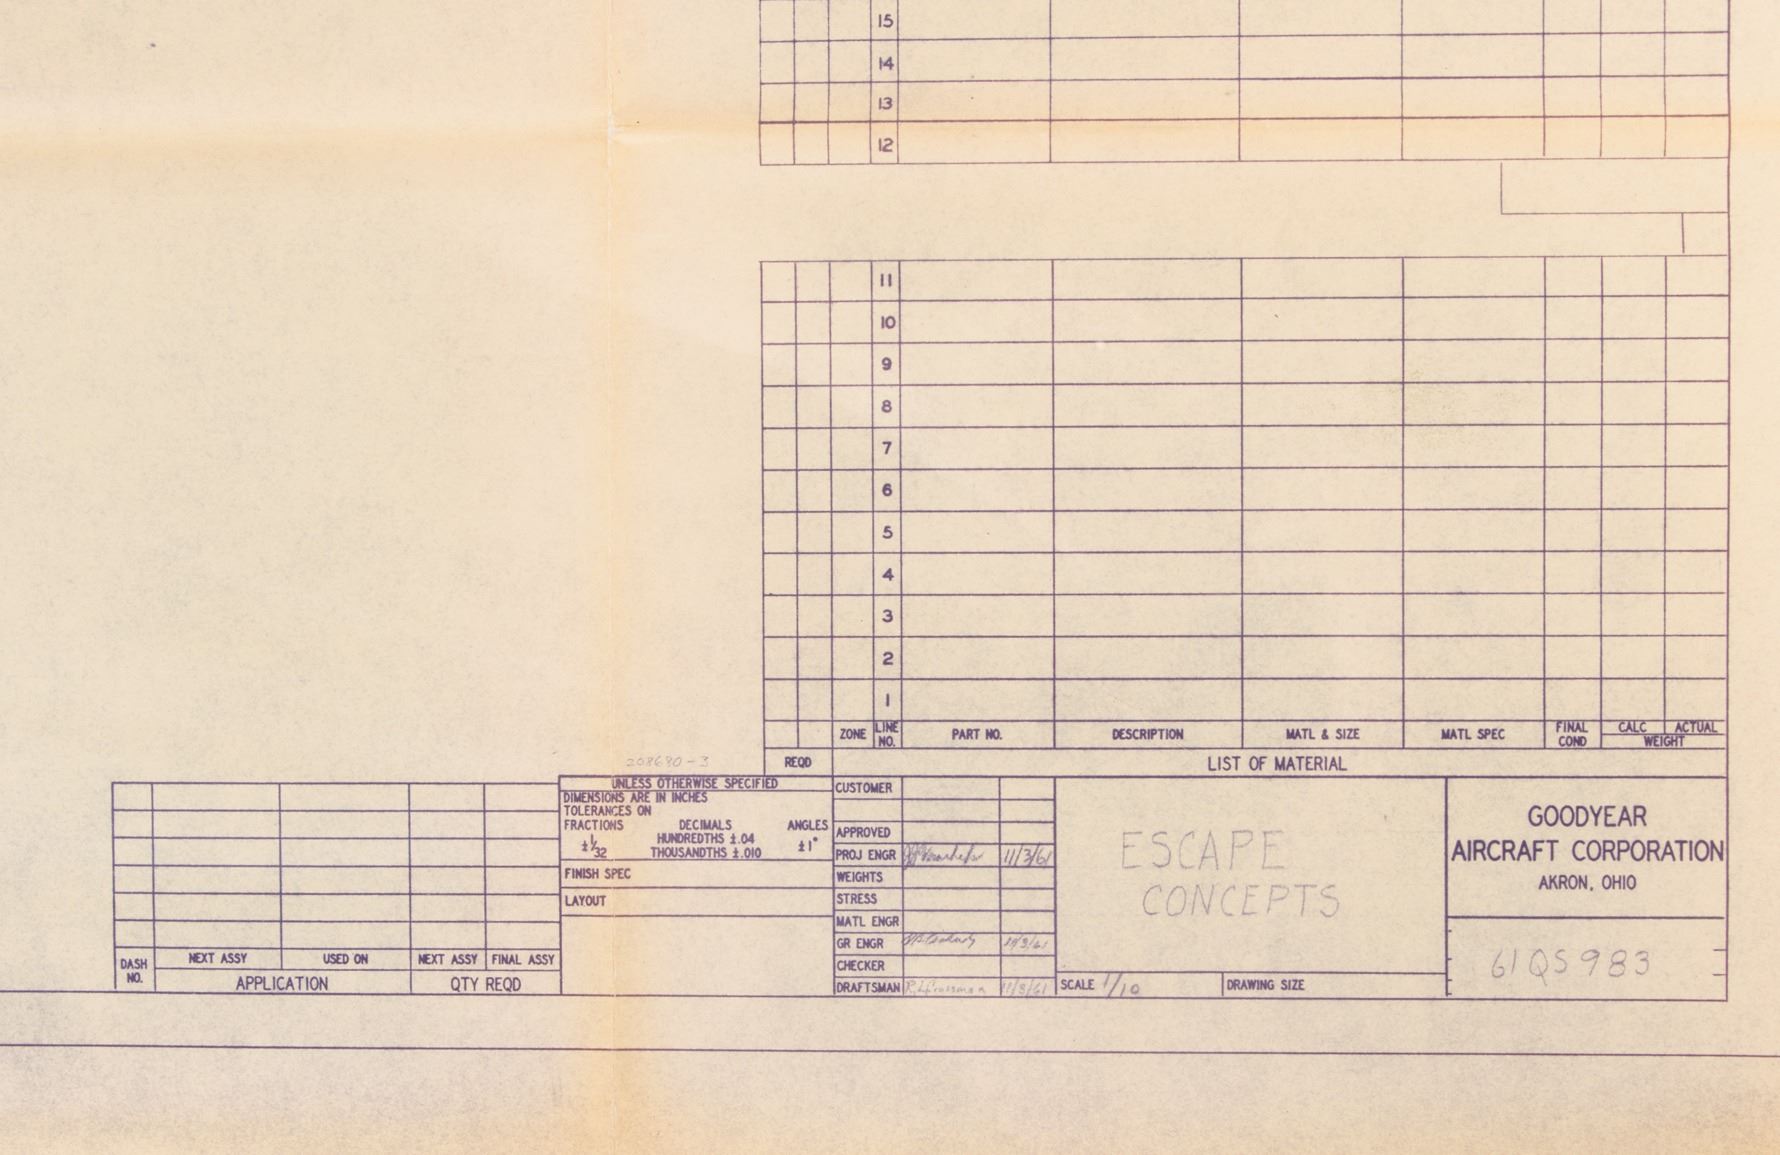 15
14
13
12
11
10
9
8
7
6
5
4
3
2
1
ZONE LINE NO. PART NO. DESCRIPTION MATL & SIZE MATL SPEC FINAL COND CALC ACTUAL WEIGHT
REQD LIST OF MATERIAL
208690-3
UNLESS OTHERWISE SPECIFIED
DIMENSIONS ARE IN INCHES
TOLERANCES ON
FRACTIONS DECIMALS ANGLES
±1/32 HUNDREDTHS ±.04 ±1°
THOUSANDTHS ±.010
FINISH SPEC
LAYOUT
DASH NO. NEXT ASSY USED ON NEXT ASSY FINAL ASSY
APPLICATION QTY REQD
CUSTOMER
APPROVED
PROJ ENGR 11/3/61
WEIGHTS
STRESS
MATL ENGR
GR ENGR 11/3/61
CHECKER
DRAFTSMAN 11/3/61
ESCAPE
CONCEPTS
SCALE 1/10 DRAWING SIZE
GOODYEAR
AIRCRAFT CORPORATION
AKRON, OHIO
61QS983